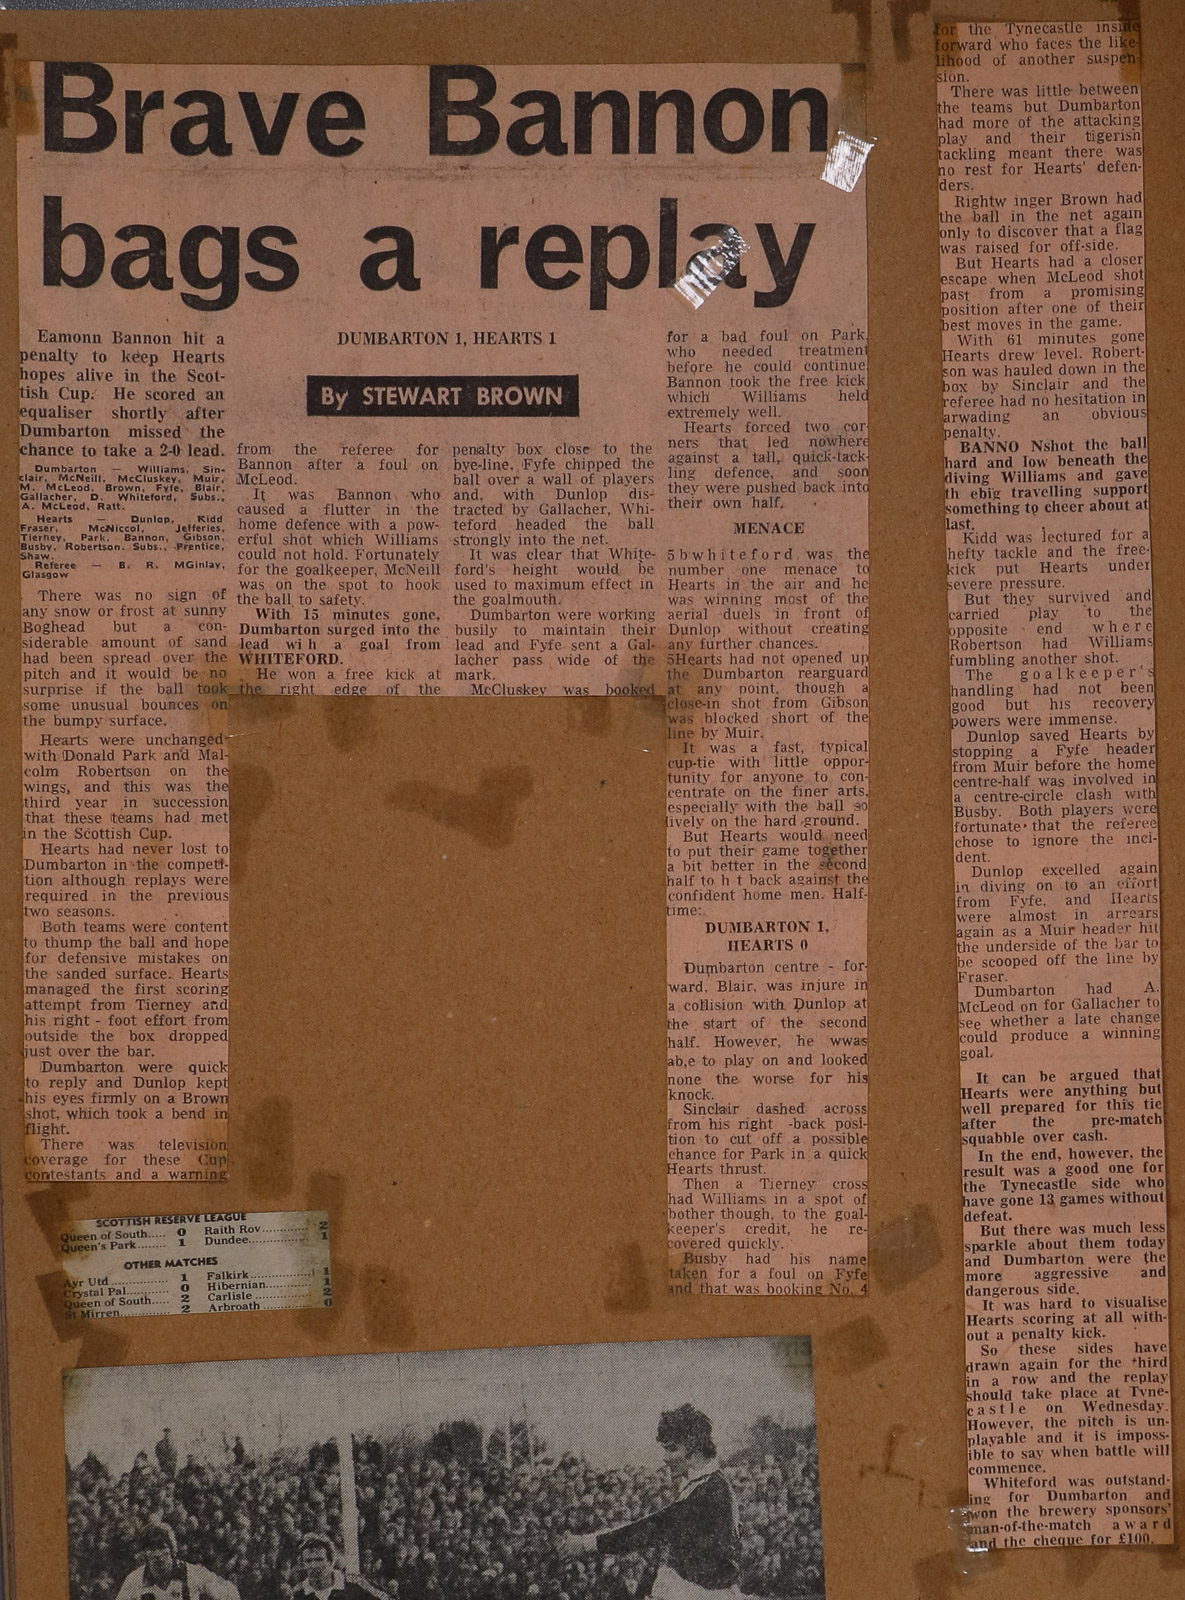 Brave Bannon
bags a replay
DUMBARTON 1, HEARTS 1
By STEWART BROWN
Eamonn Bannon hit a
penalty to keep Hearts
hopes alive in the Scot-
tish Cup. He scored an
equaliser shortly after
Dumbarton missed the
chance to take a 2-0 lead.
Dumbarton — Williams, Sin-
clair, McNeill, McCluskey, Muir,
M. McLeod, Brown, Fyfe, Blair,
Gallacher, D. Whiteford, Subs.,
A. McLeod, Ratt.
Hearts — Dunlop, Kidd
Fraser, McNiccol, Jefferies,
Tierney, Park, Bannon, Gibson,
Busby, Robertson. Subs., Prentice,
Shaw.
Referee — B. R. MGinlay,
Glasgow
There was no sign of
any snow or frost at sunny
Boghead but a con-
siderable amount of sand
had been spread over the
pitch and it would be no
surprise if the ball took
some unusual bounces on
the bumpy surface.
Hearts were unchanged
with Donald Park and Mal-
colm Robertson on the
wings, and this was the
third year in succession
that these teams had met
in the Scottish Cup.
Hearts had never lost to
Dumbarton in the competi-
tion although replays were
required in the previous
two seasons.
Both teams were content
to thump the ball and hope
for defensive mistakes on
the sanded surface. Hearts
managed the first scoring
attempt from Tierney and
his right - foot effort from
outside the box dropped
just over the bar.
Dumbarton were quick
to reply and Dunlop kept
his eyes firmly on a Brown
shot, which took a bend in
flight.
There was television
coverage for these Cup
contestants and a warning
from the referee for
Bannon after a foul on
McLeod.
It was Bannon who
caused a flutter in the
home defence with a pow-
erful shot which Williams
could not hold. Fortunately
for the goalkeeper, McNeill
was on the spot to hook
the ball to safety.
With 15 minutes gone,
Dumbarton surged into the
lead wi h a goal from
WHITEFORD.
He won a free kick at
the right edge of the
penalty box close to the
bye-line. Fyfe chipped the
ball over a wall of players
and, with Dunlop dis-
tracted by Gallacher, Whi-
teford headed the ball
strongly into the net.
It was clear that White-
ford's height would be
used to maximum effect in
the goalmouth.
Dumbarton were working
busily to maintain their
lead and Fyfe sent a Gal-
lacher pass wide of the
mark.
McCluskey was booked
for a bad foul on Park,
who needed treatment
before he could continue.
Bannon took the free kick,
which Williams held
extremely well.
Hearts forced two cor-
ners that led nowhere
against a tall, quick-tack-
ling defence, and soon
they were pushed back into
their own half.
MENACE
5bwhiteford was the
number one menace to
Hearts in the air and he
was winning most of the
aerial duels in front of
Dunlop without creating
any further chances.
5Hearts had not opened up
the Dumbarton rearguard
at any point, though a
close-in shot from Gibson
was blocked short of the
line by Muir.
It was a fast, typical
cup-tie with little oppor-
tunity for anyone to con-
centrate on the finer arts,
especially with the ball so
lively on the hard ground.
But Hearts would need
to put their game together
a bit better in the second
half to h t back against the
confident home men. Half-
time:
DUMBARTON 1,
HEARTS 0
Dumbarton centre - for-
ward, Blair, was injure in
a collision with Dunlop at
the start of the second
half. However, he wwas
ab,e to play on and looked
none the worse for his
knock.
Sinclair dashed across
from his right -back posi-
tion to cut off a possible
chance for Park in a quick
Hearts thrust.
Then a Tierney cross
had Williams in a spot of
bother though, to the goal-
keeper's credit, he re-
covered quickly.
Busby had his name
taken for a foul on Fyfe
and that was booking No. 4
for the Tynecastle inside
forward who faces the like-
lihood of another suspen-
sion.
There was little between
the teams but Dumbarton
had more of the attacking
play and their tigerish
tackling meant there was
no rest for Hearts' defen-
ders.
Rightw inger Brown had
the ball in the net again
only to discover that a flag
was raised for off-side.
But Hearts had a closer
escape when McLeod shot
past from a promising
position after one of their
best moves in the game.
With 61 minutes gone
Hearts drew level. Robert-
son was hauled down in the
box by Sinclair and the
referee had no hesitation in
arwading an obvious
penalty.
BANNO Nshot the ball
hard and low beneath the
diving Williams and gave
th ebig travelling support
something to cheer about at
last.
Kidd was lectured for a
hefty tackle and the free-
kick put Hearts under
severe pressure.
But they survived and
carried play to the
opposite end where
Robertson had Williams
fumbling another shot.
The goalkeeper's
handling had not been
good but his recovery
powers were immense.
Dunlop saved Hearts by
stopping a Fyfe header
from Muir before the home
centre-half was involved in
a centre-circle clash with
Busby. Both players were
fortunate that the referee
chose to ignore the inci-
dent.
Dunlop excelled again
in diving on to an effort
from Fyfe, and Hearts
were almost in arrears
again as a Muir header hit
the underside of the bar to
be scooped off the line by
Fraser.
Dumbarton had A.
McLeod on for Gallacher to
see whether a late change
could produce a winning
goal.
It can be argued that
Hearts were anything but
well prepared for this tie
after the pre-match
squabble over cash.
In the end, however, the
result was a good one for
the Tynecastle side who
have gone 13 games without
defeat.
But there was much less
sparkle about them today
and Dumbarton were the
more aggressive and
dangerous side.
It was hard to visualise
Hearts scoring at all with-
out a penalty kick.
So these sides have
drawn again for the third
in a row and the replay
should take place at Tyne-
castle on Wednesday.
However, the pitch is un-
playable and it is imposs-
ible to say when battle will
commence.
Whiteford was outstand-
ing for Dumbarton and
won the brewery sponsors'
man-of-the-match award
and the cheque for £100.
SCOTTISH RESERVE LEAGUE
Queen of South..... 0 Raith Rov............ 2
Queen's Park........ 1 Dundee............... 1
OTHER MATCHES
Ayr Utd............... 1 Falkirk................ 1
Crystal Pal........... 0 Hibernian............ 1
Queen of South..... 2 Carlisle............... 2
St Mirren............. 2 Arbroath............. 0